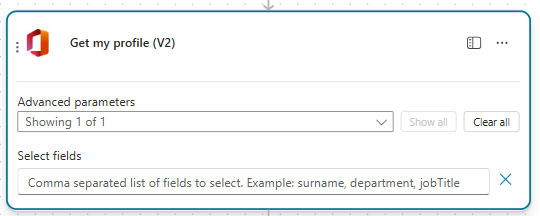 Get my profile (V2)
Advanced parameters
Showing 1 of 1
Show all
Clear all
Select fields
Comma separated list of fields to select. Example: surname, department, jobTitle